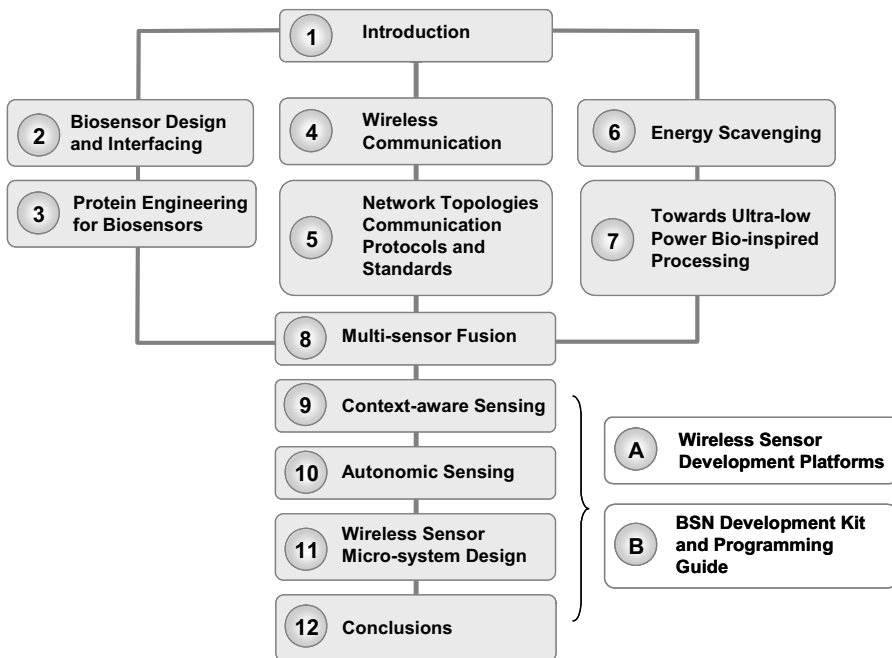 1
Introduction
2
Biosensor Design
and Interfacing
3
Protein Engineering
for Biosensors
4
Wireless
Communication
5
Network Topologies
Communication
Protocols and
Standards
6
Energy Scavenging
7
Towards Ultra-low
Power Bio-inspired
Processing
8
Multi-sensor Fusion
9
Context-aware Sensing
10
Autonomic Sensing
11
Wireless Sensor
Micro-system Design
12
Conclusions
A
Wireless Sensor
Development Platforms
B
BSN Development Kit
and Programming
Guide